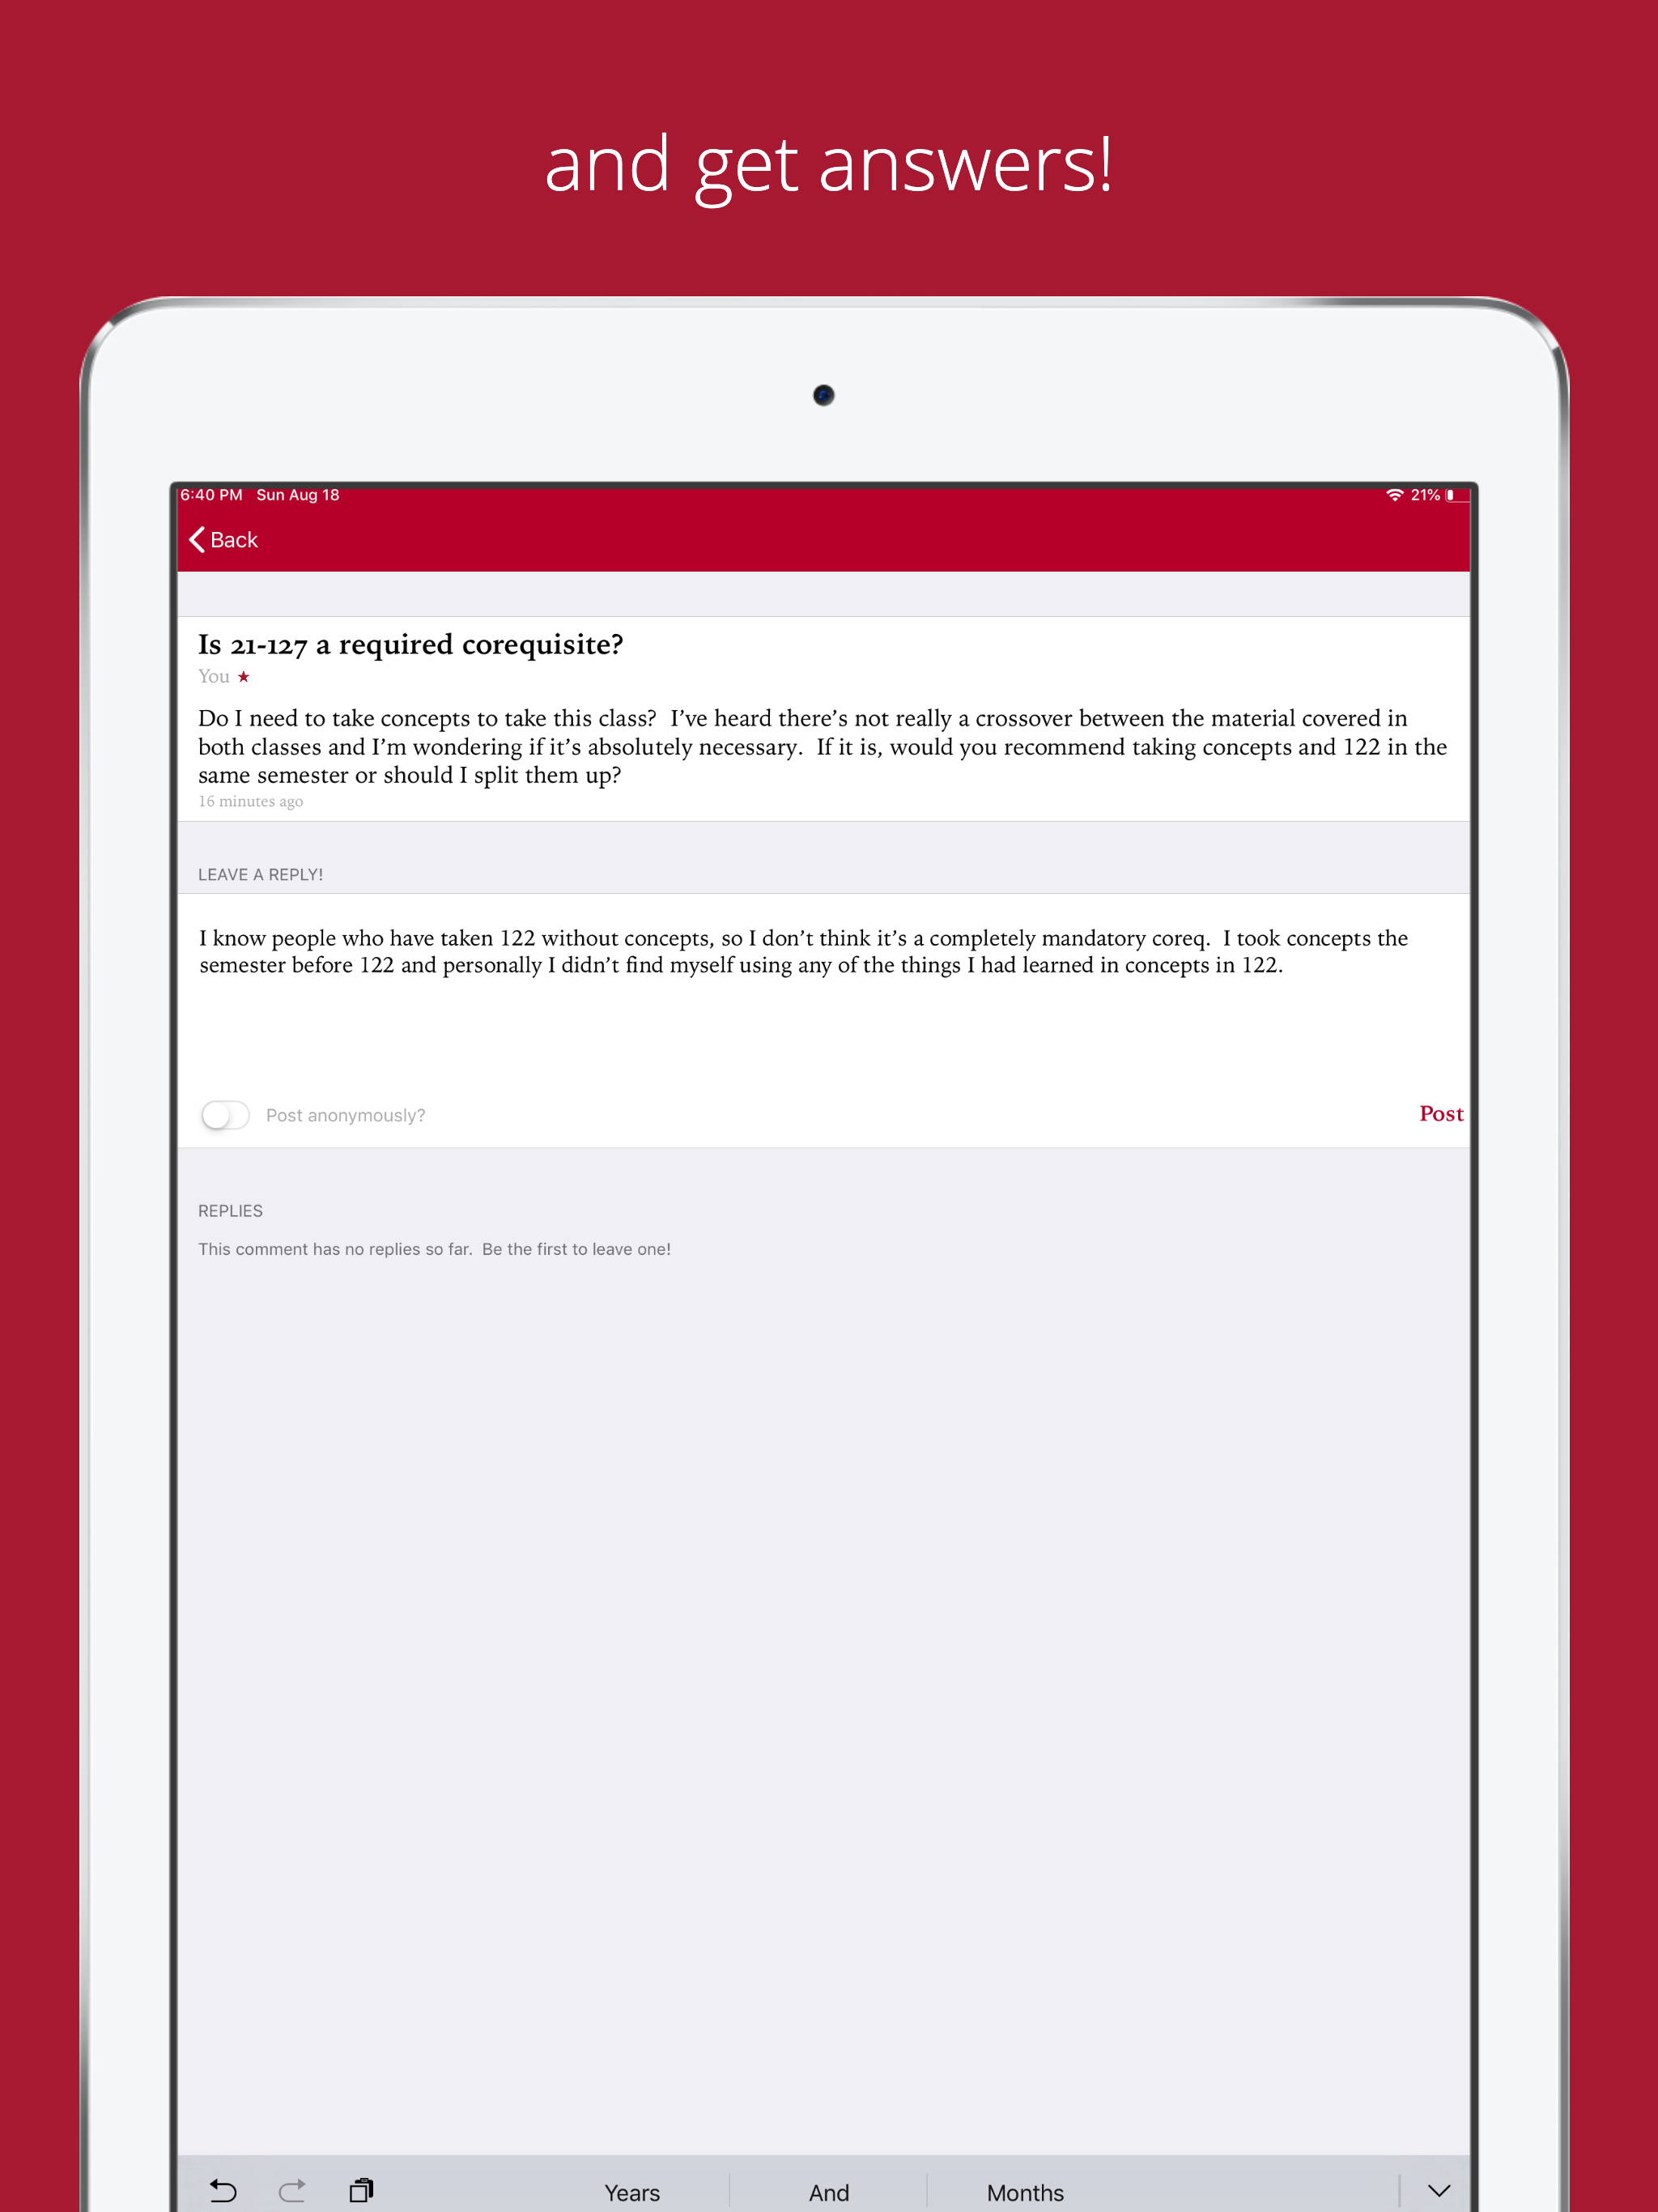 and get answers!
6:40 PM Sun Aug 18
21%
Back
Is 21-127 a required corequisite?
You ★
Do I need to take concepts to take this class?  I’ve heard there’s not really a crossover between the material covered in
both classes and I’m wondering if it’s absolutely necessary.  If it is, would you recommend taking concepts and 122 in the
same semester or should I split them up?
16 minutes ago
LEAVE A REPLY!
I know people who have taken 122 without concepts, so I don’t think it’s a completely mandatory coreq.  I took concepts the
semester before 122 and personally I didn’t find myself using any of the things I had learned in concepts in 122.
Post anonymously?
Post
REPLIES
This comment has no replies so far.  Be the first to leave one!
Years And Months